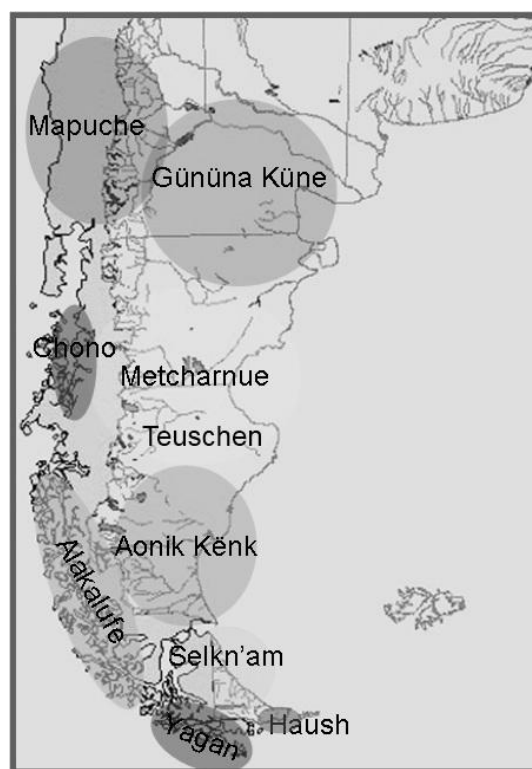 Mapuche
Gününa Küne
Chono
Metcharnue
Teuschen
Aonik Kënk
Alakalufe
Selkn'am
Haush
Yagan